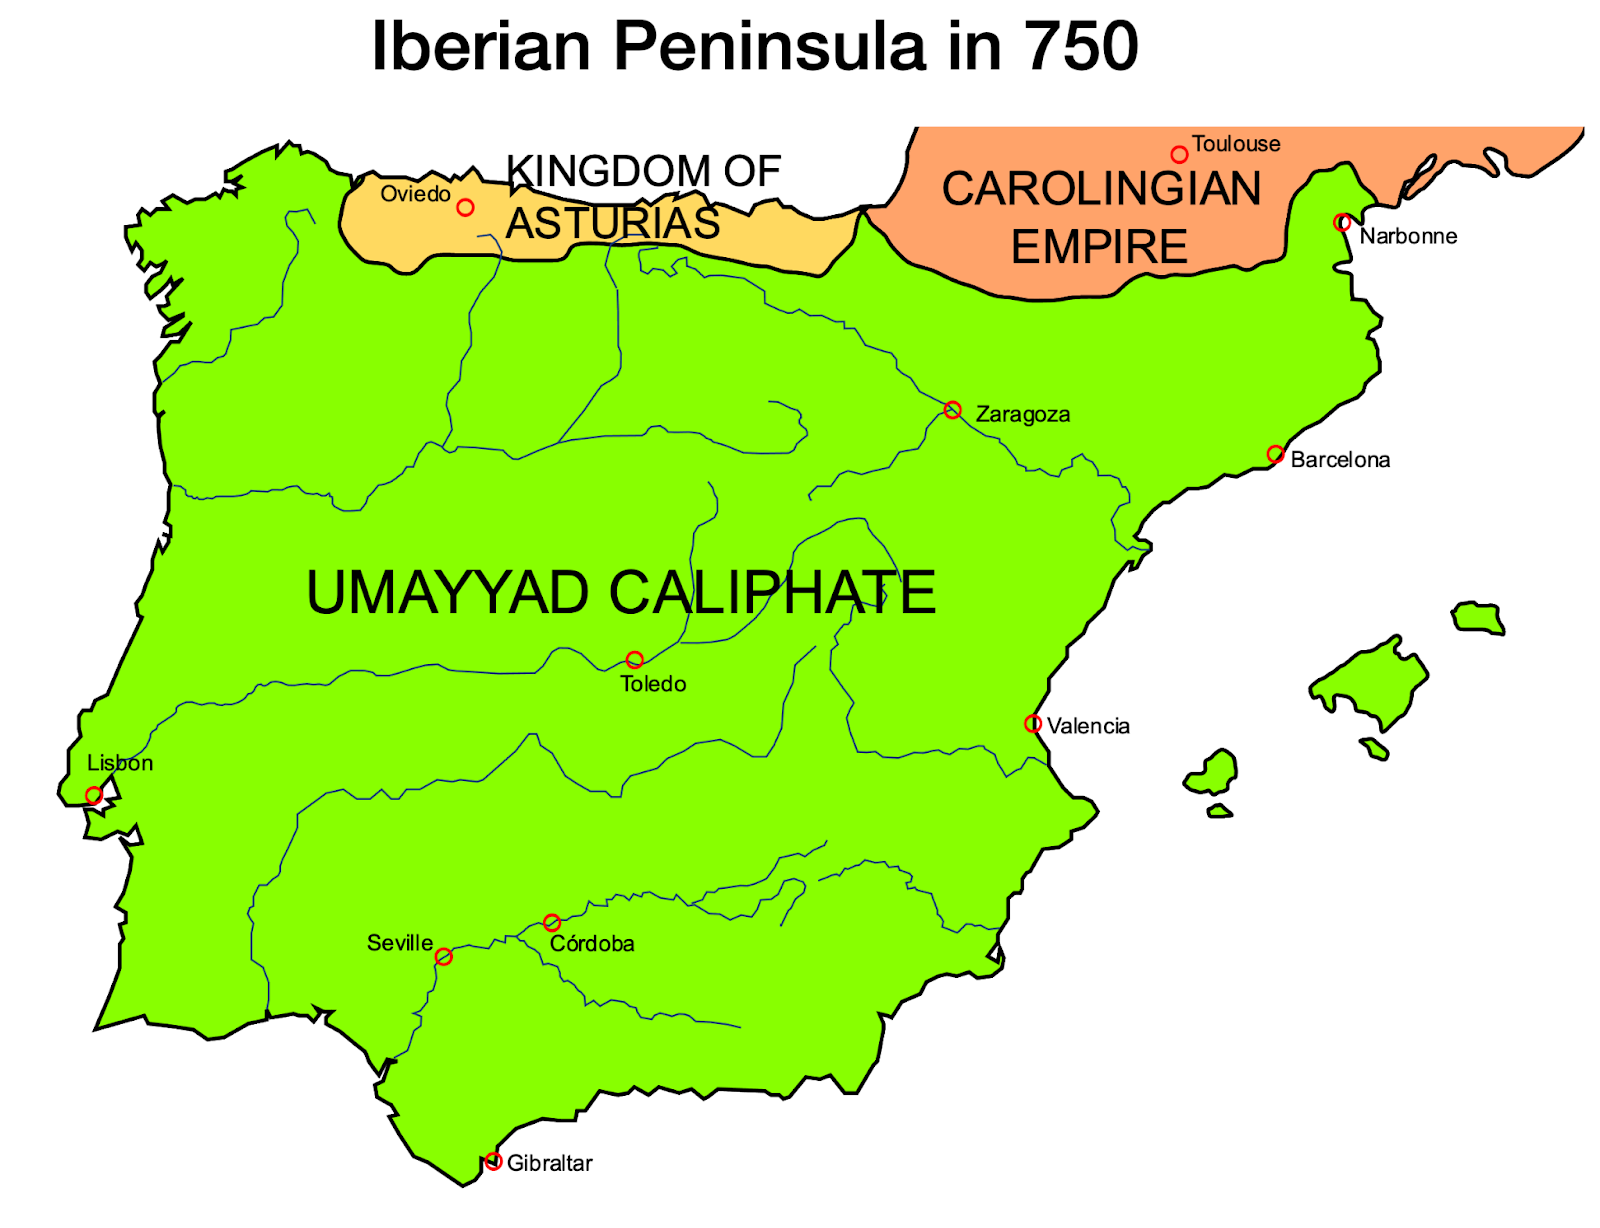 Iberian Peninsula in 750
Toulouse
KINGDOM OF
ASTURIAS
Oviedo
CAROLINGIAN
EMPIRE
Narbonne
Zaragoza
Barcelona
UMAYYAD CALIPHATE
Toledo
Valencia
Lisbon
Seville
Córdoba
Gibraltar